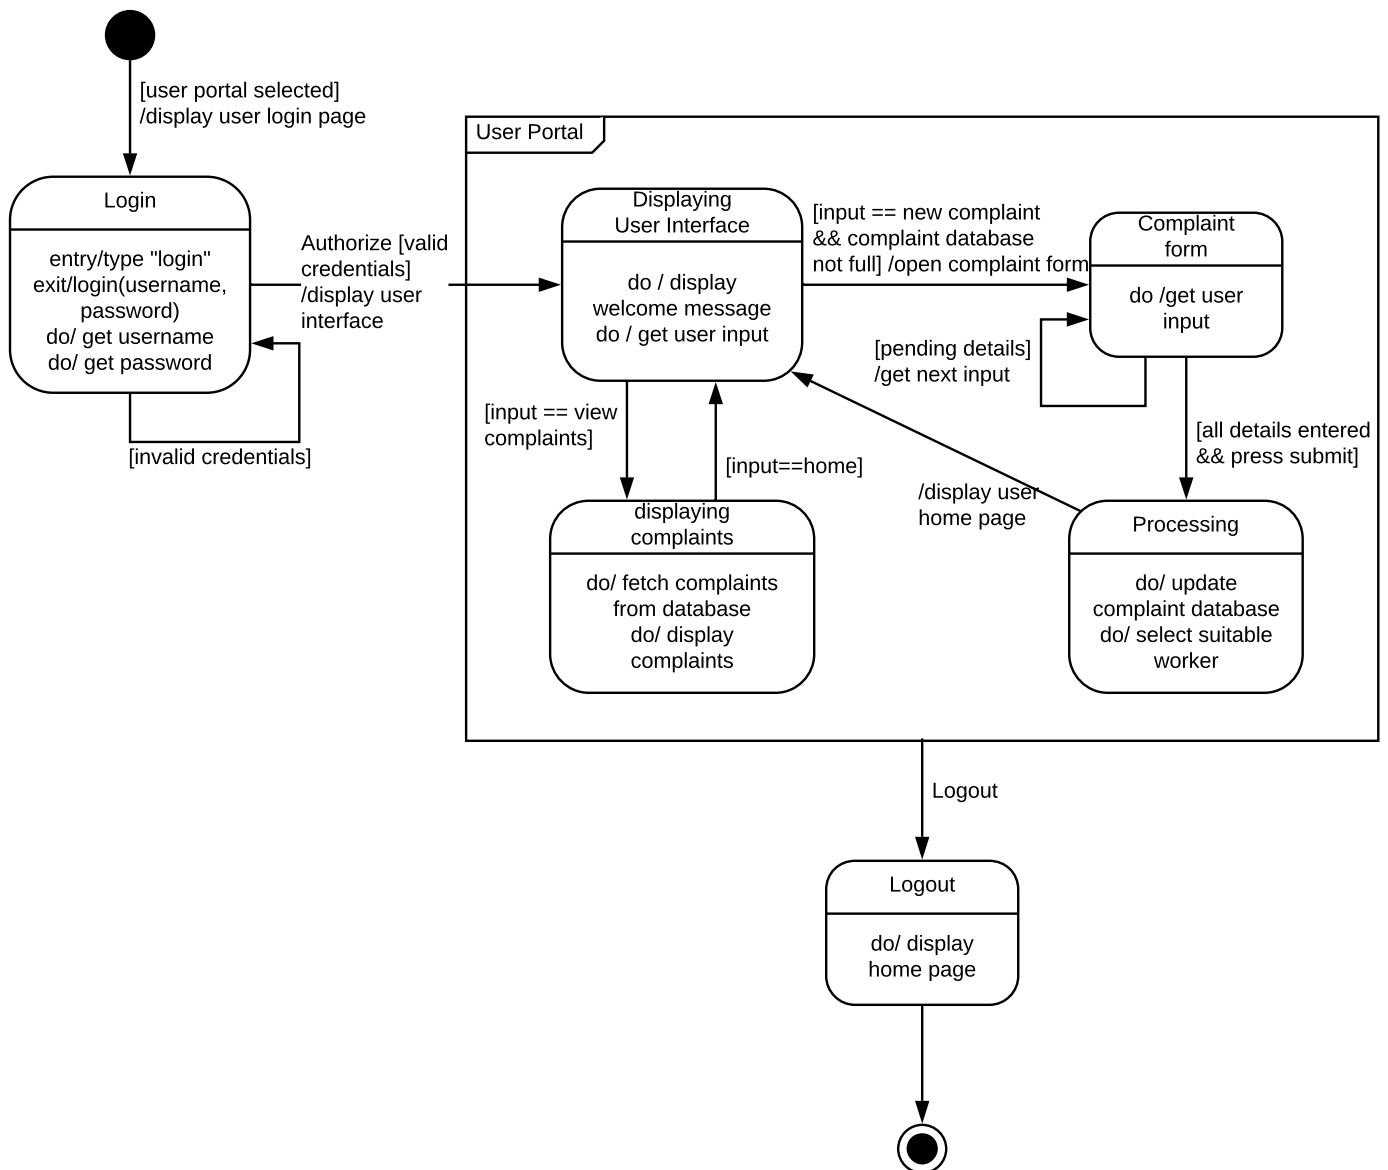 [user portal selected]
/display user login page
User Portal
Login
entry/type "login"
exit/login(username,
password)
do/ get username
do/ get password
Authorize [valid
credentials]
/display user
interface
[invalid credentials]
Displaying
User Interface
do / display
welcome message
do / get user input
[input == new complaint
&& complaint database
not full] /open complaint form
Complaint
form
do /get user
input
[pending details]
/get next input
[input == view
complaints]
[input==home]
[all details entered
&& press submit]
/display user
home page
displaying
complaints
do/ fetch complaints
from database
do/ display
complaints
Processing
do/ update
complaint database
do/ select suitable
worker
Logout
Logout
do/ display
home page